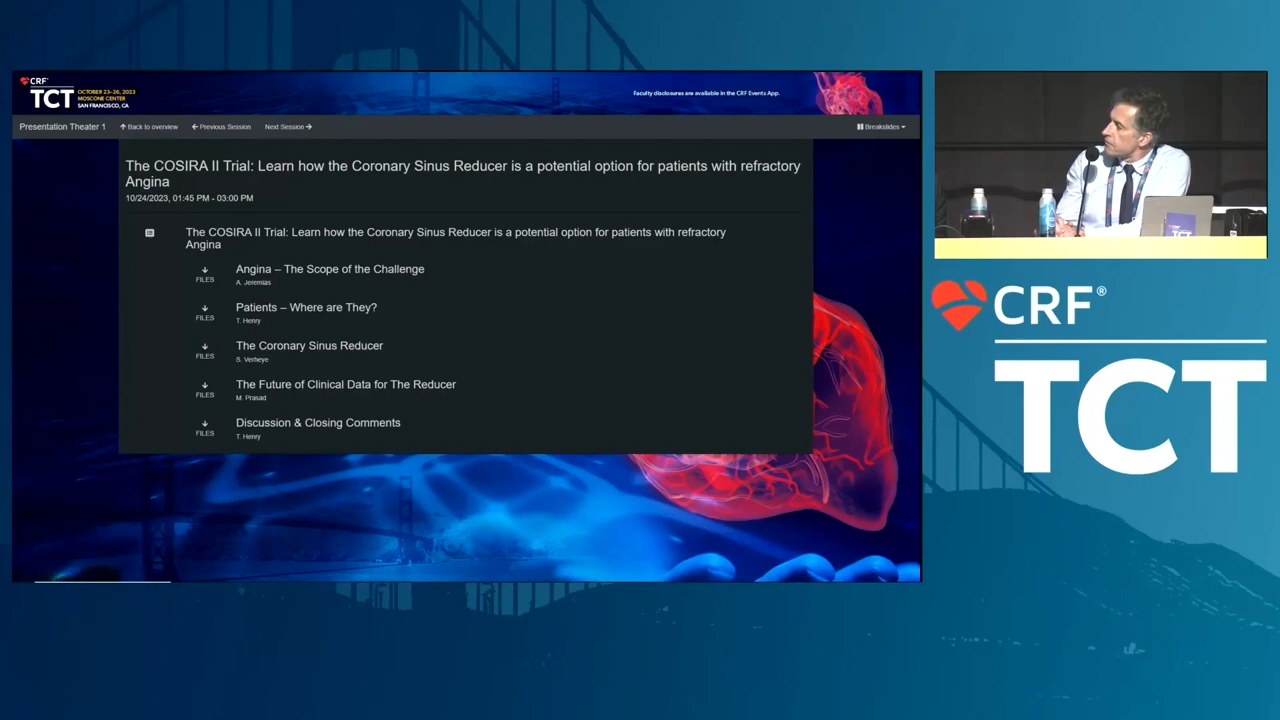 CRF
TCT
OCTOBER 23-26, 2023
MOSCONE CENTER
SAN FRANCISCO, CA
Faculty disclosures are available in the CRF Events App.
Presentation Theater 1
Back to overview
Previous Session
Next Session
Breakslides
The COSIRA II Trial: Learn how the Coronary Sinus Reducer is a potential option for patients with refractory
Angina
10/24/2023, 01:45 PM - 03:00 PM
The COSIRA II Trial: Learn how the Coronary Sinus Reducer is a potential option for patients with refractory
Angina
FILES
Angina – The Scope of the Challenge
A. Jeremias
FILES
Patients – Where are They?
T. Henry
FILES
The Coronary Sinus Reducer
S. Verheye
FILES
The Future of Clinical Data for The Reducer
M. Prasad
FILES
Discussion & Closing Comments
T. Henry
CRF®
TCT
TCT